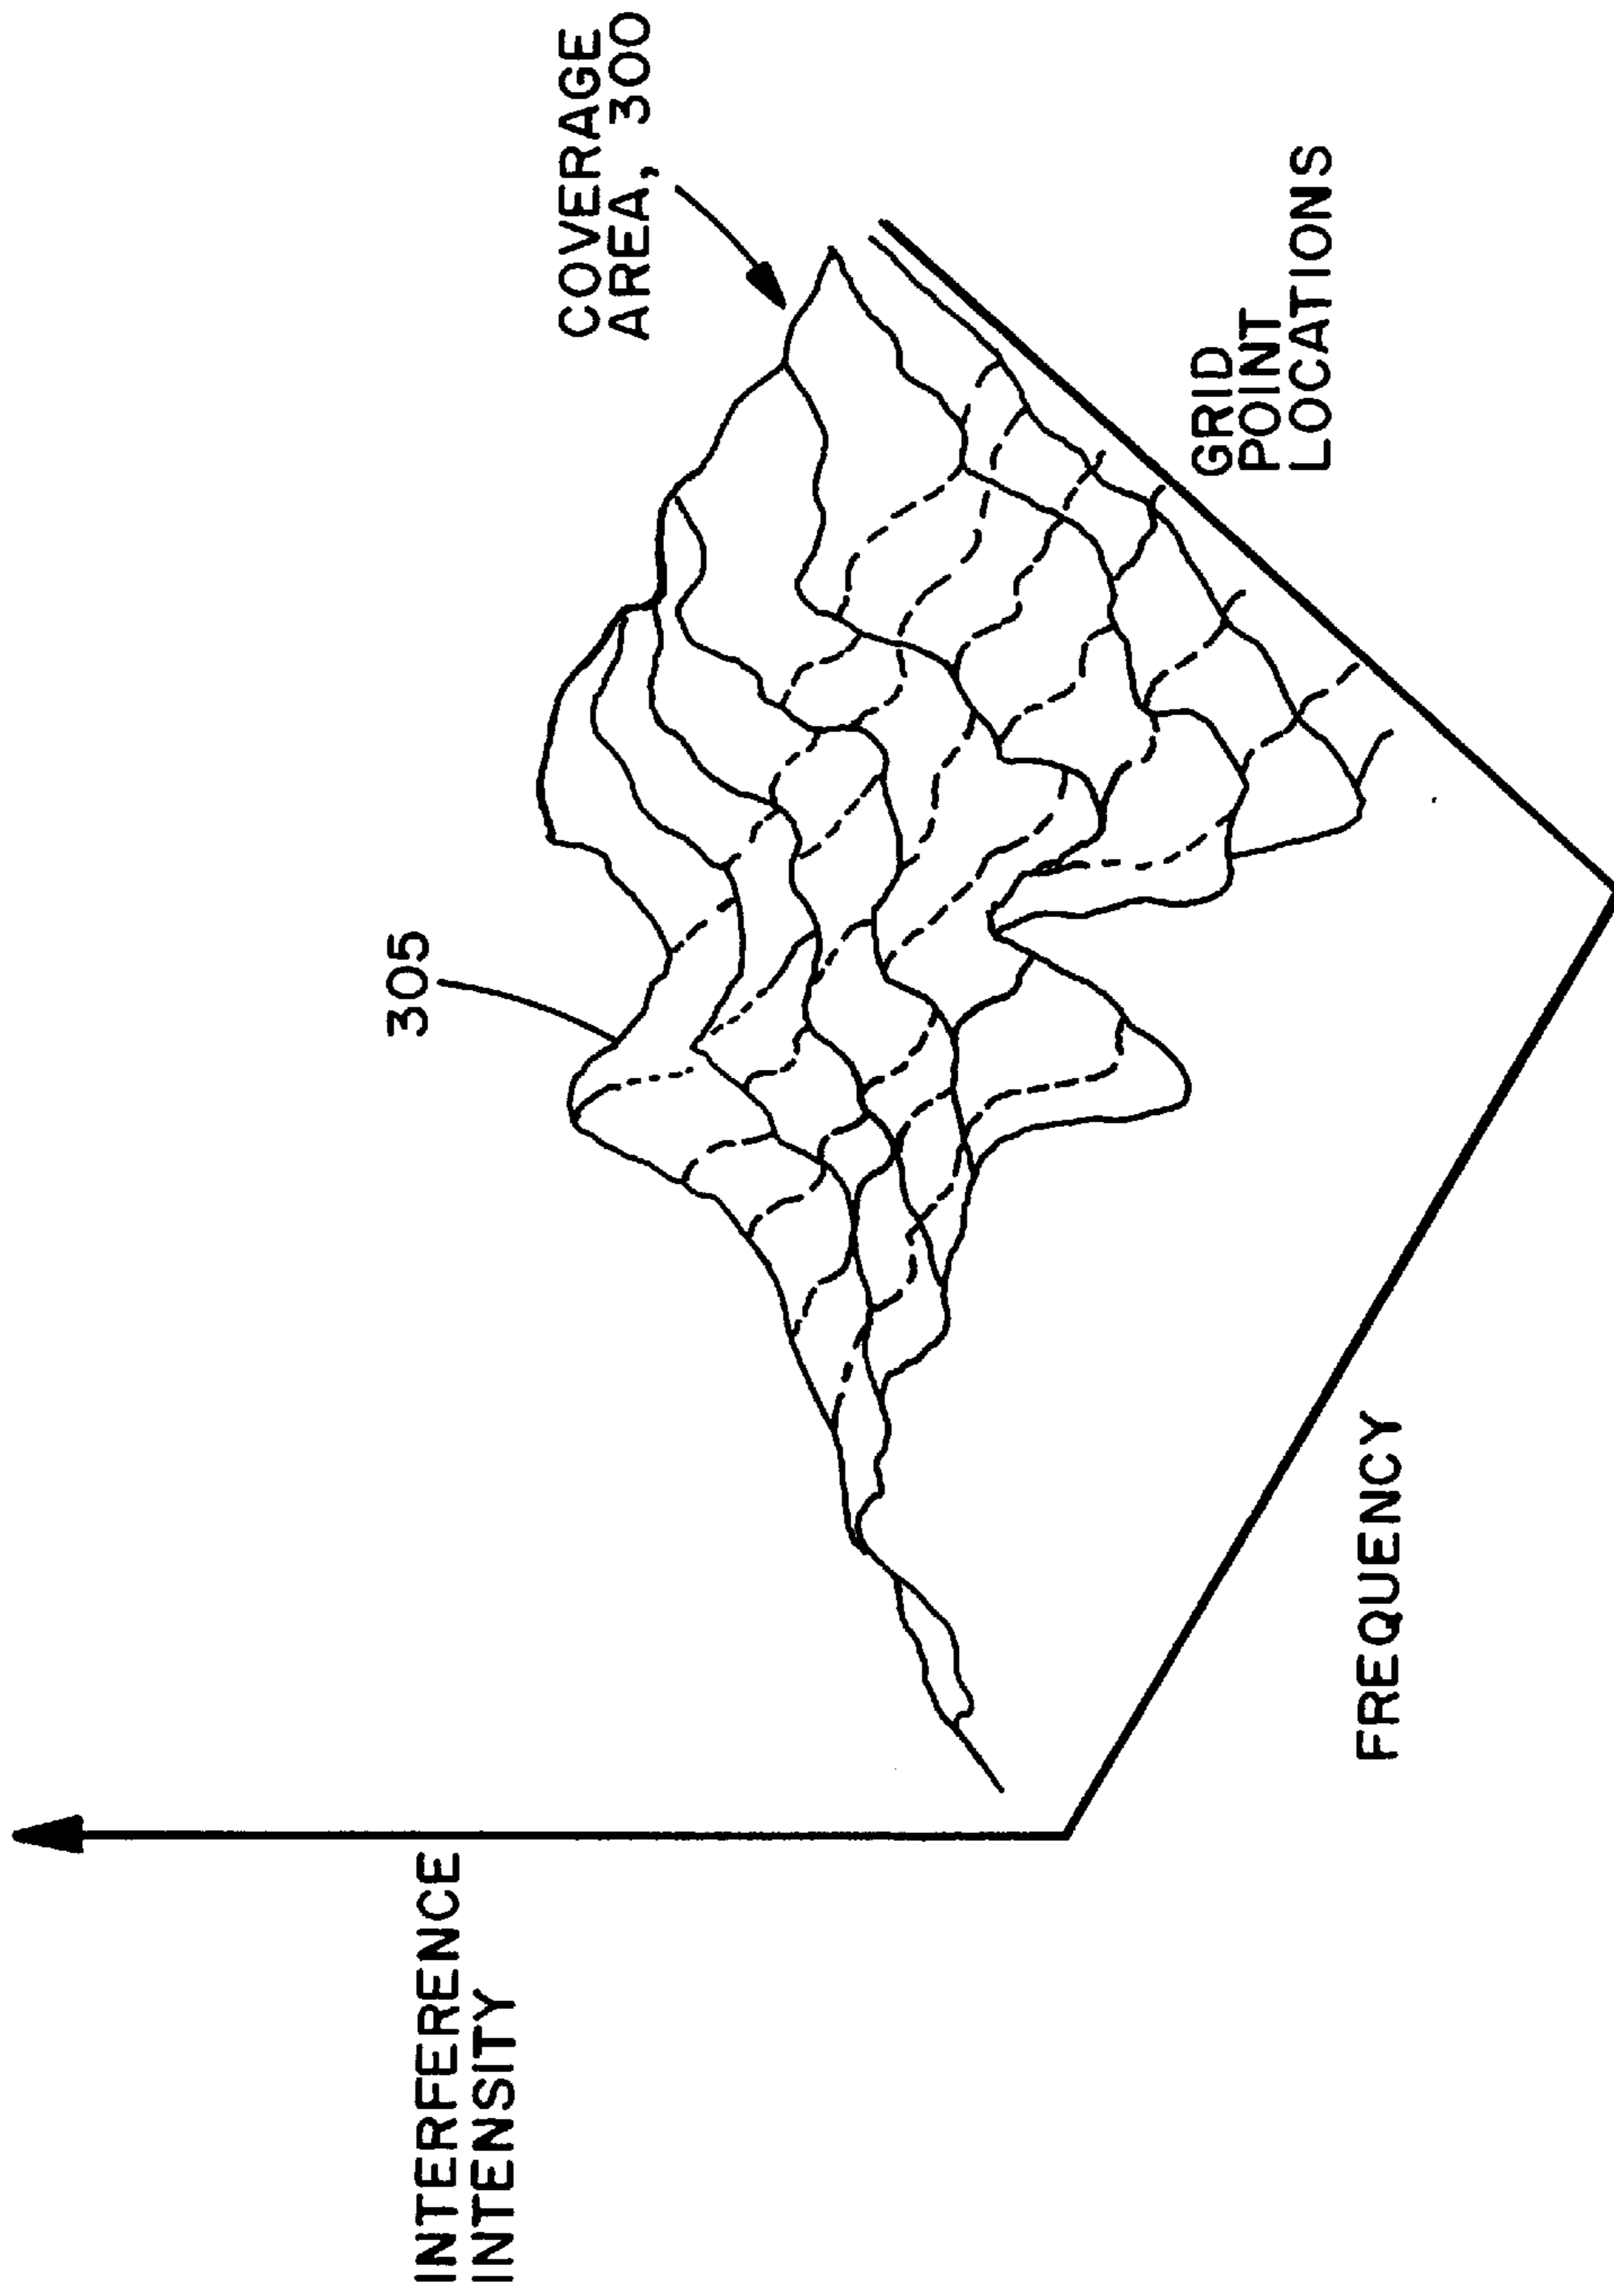 INTERFERENCE
INTENSITY
305
COVERAGE
AREA, 300
FREQUENCY
GRID
POINT
LOCATIONS